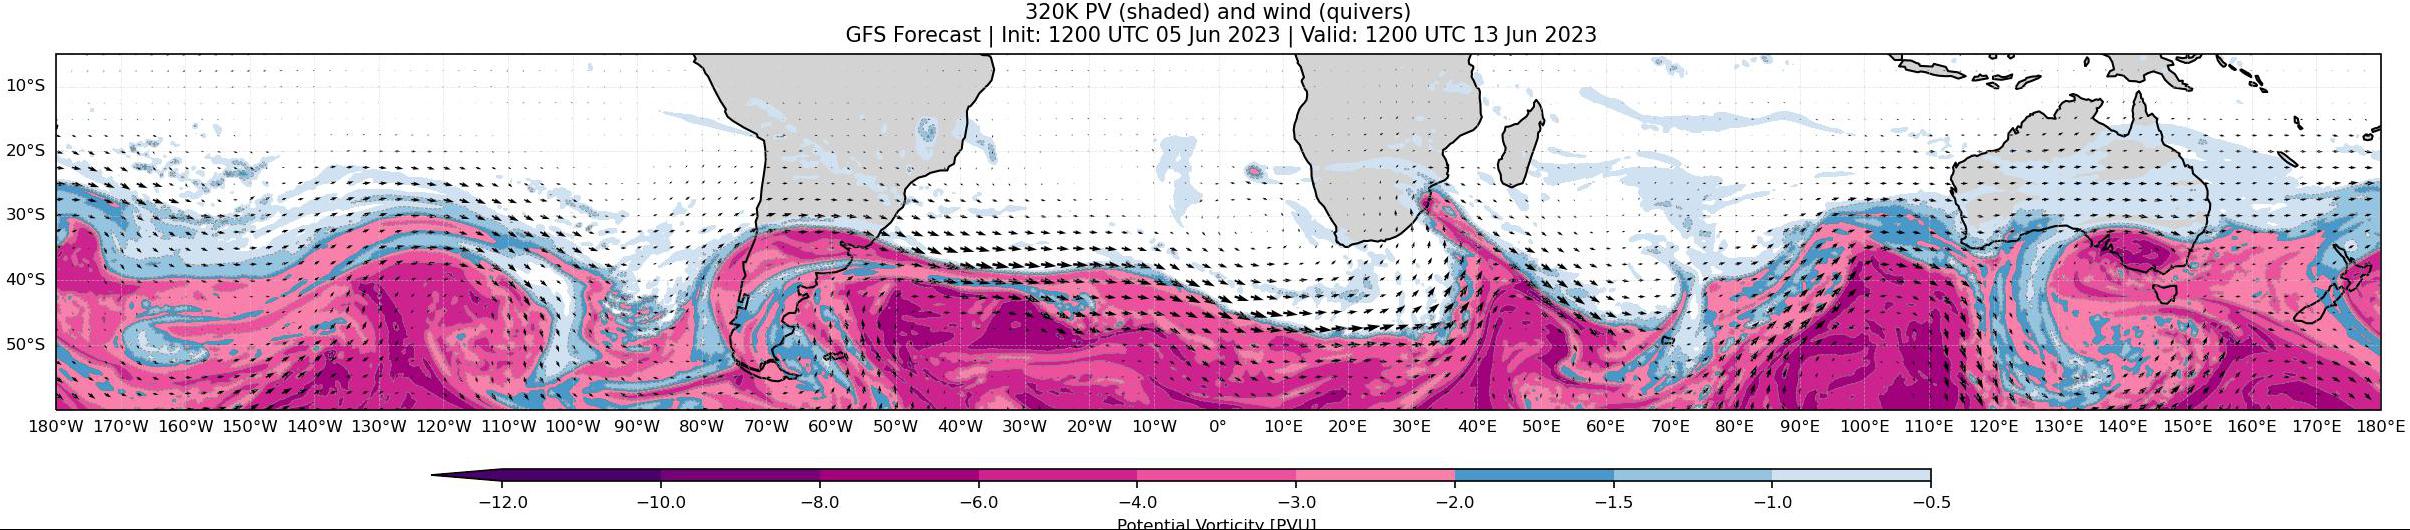 320K PV (shaded) and wind (quivers)
GFS Forecast | Init: 1200 UTC 05 Jun 2023 | Valid: 1200 UTC 13 Jun 2023
10°S
20°S
30°S
40°S
50°S
180°W 170°W 160°W 150°W 140°W 130°W 120°W 110°W 100°W 90°W 80°W 70°W 60°W 50°W 40°W 30°W 20°W 10°W 0° 10°E 20°E 30°E 40°E 50°E 60°E 70°E 80°E 90°E 100°E 110°E 120°E 130°E 140°E 150°E 160°E 170°E 180°E
−12.0 −10.0 −8.0 −6.0 −4.0 −3.0 −2.0 −1.5 −1.0 −0.5
Potential Vorticity [PVU]